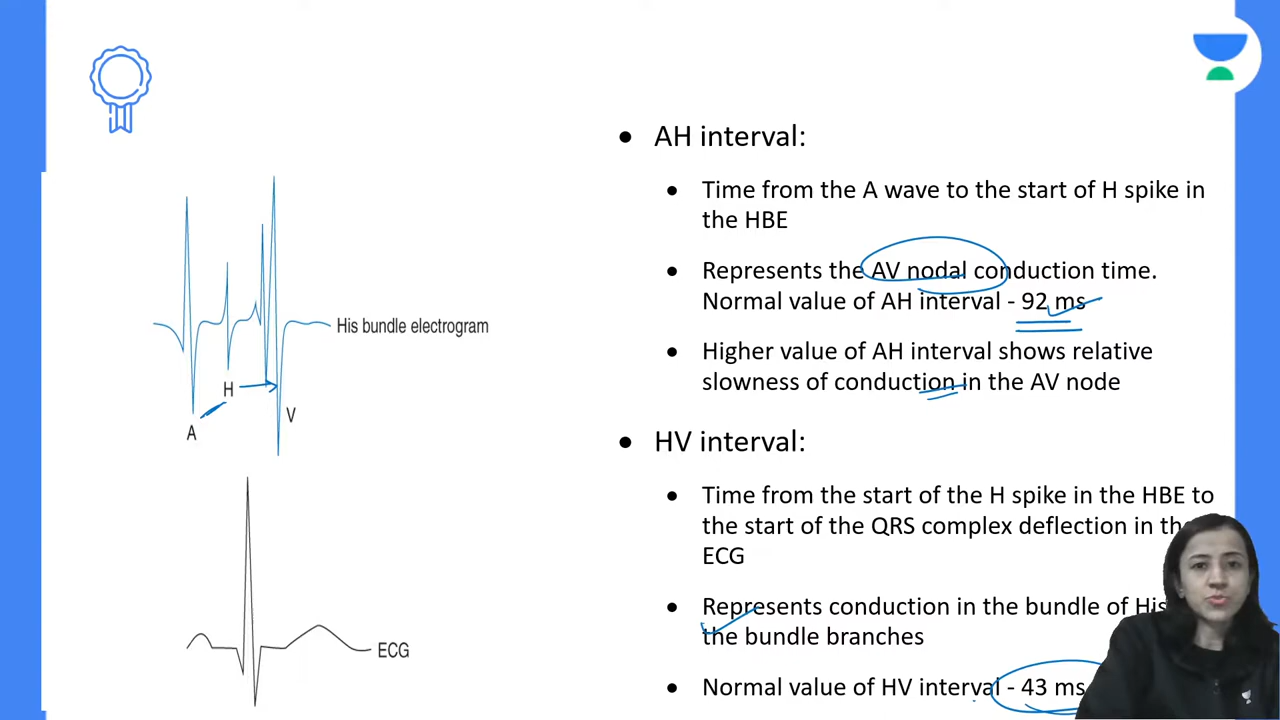 AH interval:
Time from the A wave to the start of H spike in
the HBE
Represents the AV nodal conduction time.
Normal value of AH interval - 92 ms
Higher value of AH interval shows relative
slowness of conduction in the AV node
HV interval:
Time from the start of the H spike in the HBE to
the start of the QRS complex deflection in the
ECG
Represents conduction in the bundle of His
the bundle branches
Normal value of HV interval - 43 ms
His bundle electrogram
H
V
A
ECG